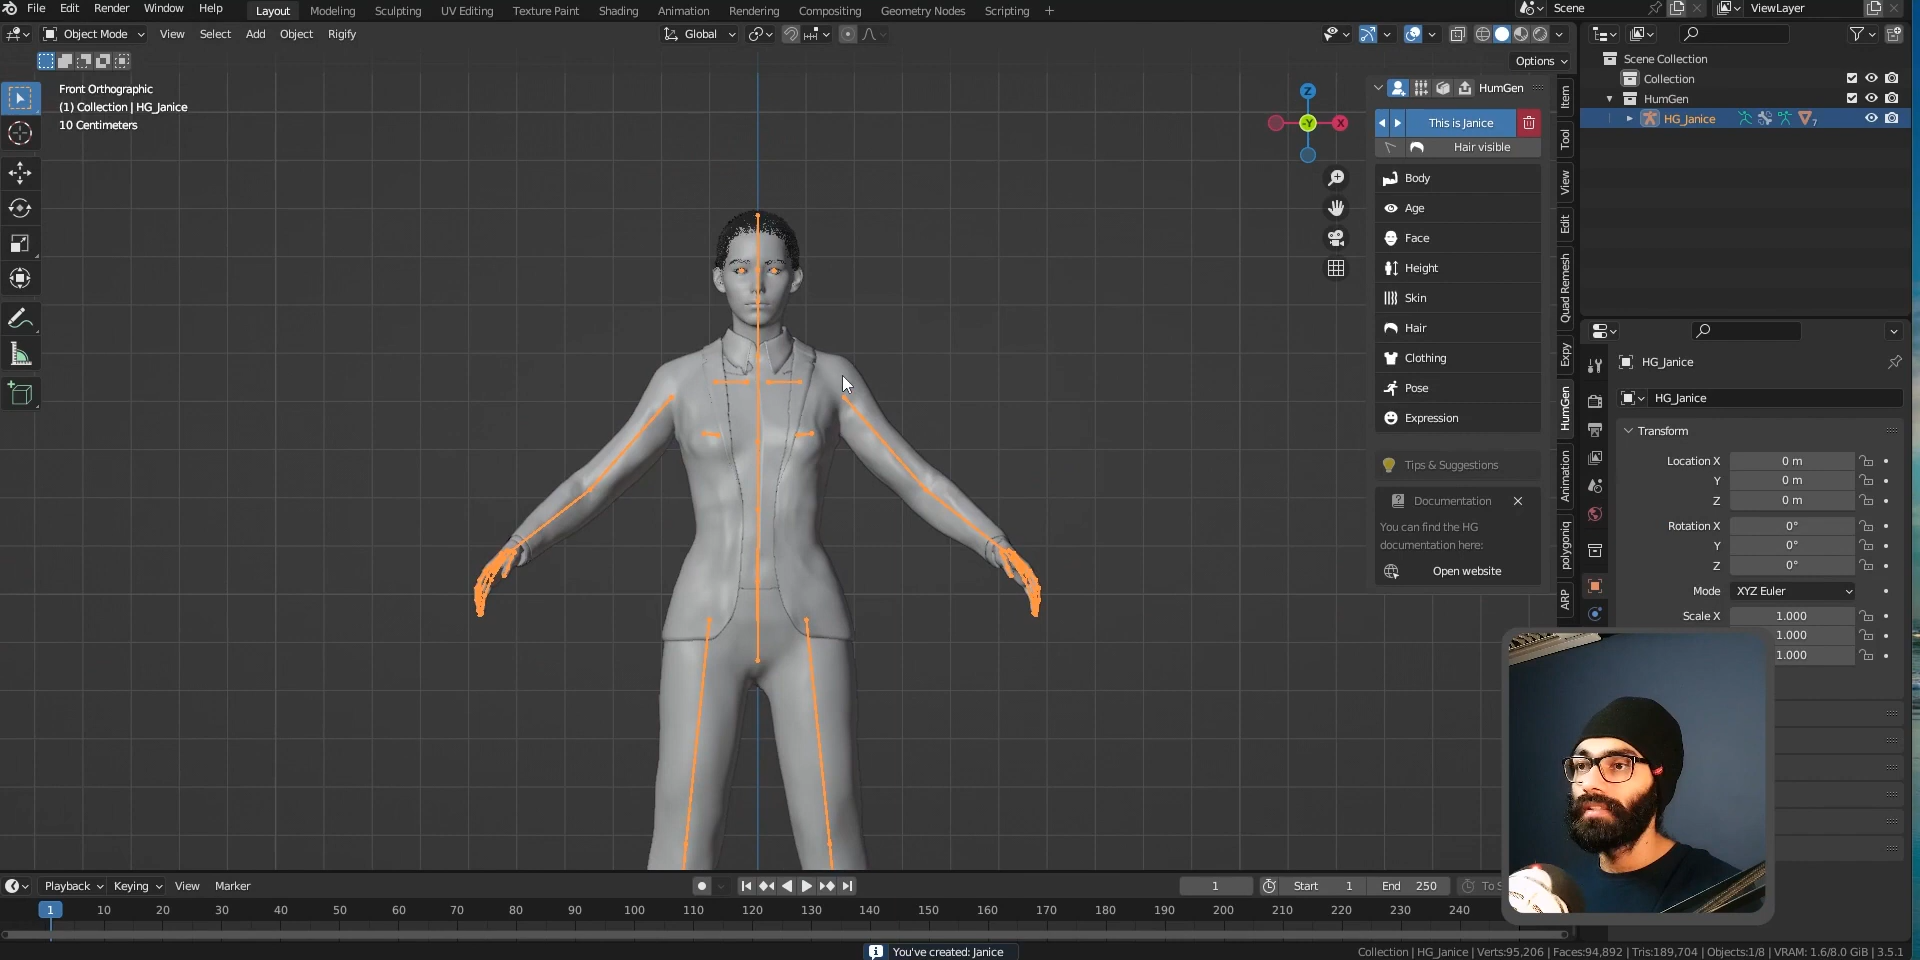 File Edit Render Window Help Layout Modeling Sculpting UV Editing Texture Paint Shading Animation Rendering Compositing Geometry Nodes Scripting + Scene ViewLayer
Object Mode View Select Add Object Rigify Global
Options
Front Orthographic
(1) Collection | HG_Janice
10 Centimeters
Z
-Y
X
HumGen
This is Janice
Hair visible
Body
Age
Face
Height
Skin
Hair
Clothing
Pose
Expression
Tips & Suggestions
Documentation
You can find the HG
documentation here:
Open website
Item
Tool
View
Edit
Quad Remesh
Expy
HumGen
Animation
polygoniq
ARP
Scene Collection
Collection
HumGen
HG_Janice 7
HG_Janice
HG_Janice
Transform
Location X 0 m
Y 0 m
Z 0 m
Rotation X 0°
Y 0°
Z 0°
Mode XYZ Euler
Scale X 1.000
1.000
1.000
Playback Keying View Marker 1 Start 1 End 250 To S
1 10 20 30 40 50 60 70 80 90 100 110 120 130 140 150 160 170 180 190 200 210 220 230 240
You've created: Janice
Collection | HG_Janice | Verts:95,206 | Faces:94,892 | Tris:189,704 | Objects:1/8 | VRAM: 1.6/8.0 GiB | 3.5.1